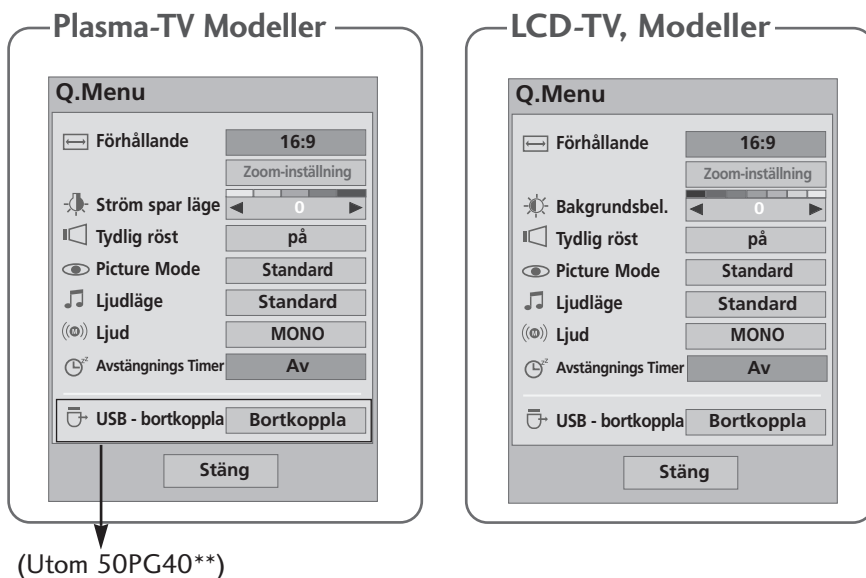 Plasma-TV Modeller
Q.Menu
Förhållande 16:9
Zoom-inställning
Ström spar läge 0
Tydlig röst på
Picture Mode Standard
Ljudläge Standard
Ljud MONO
Avstängnings Timer Av
USB - bortkoppla Bortkoppla
Stäng
(Utom 50PG40**)
LCD-TV, Modeller
Q.Menu
Förhållande 16:9
Zoom-inställning
Bakgrundsbel. 0
Tydlig röst på
Picture Mode Standard
Ljudläge Standard
Ljud MONO
Avstängnings Timer Av
USB - bortkoppla Bortkoppla
Stäng